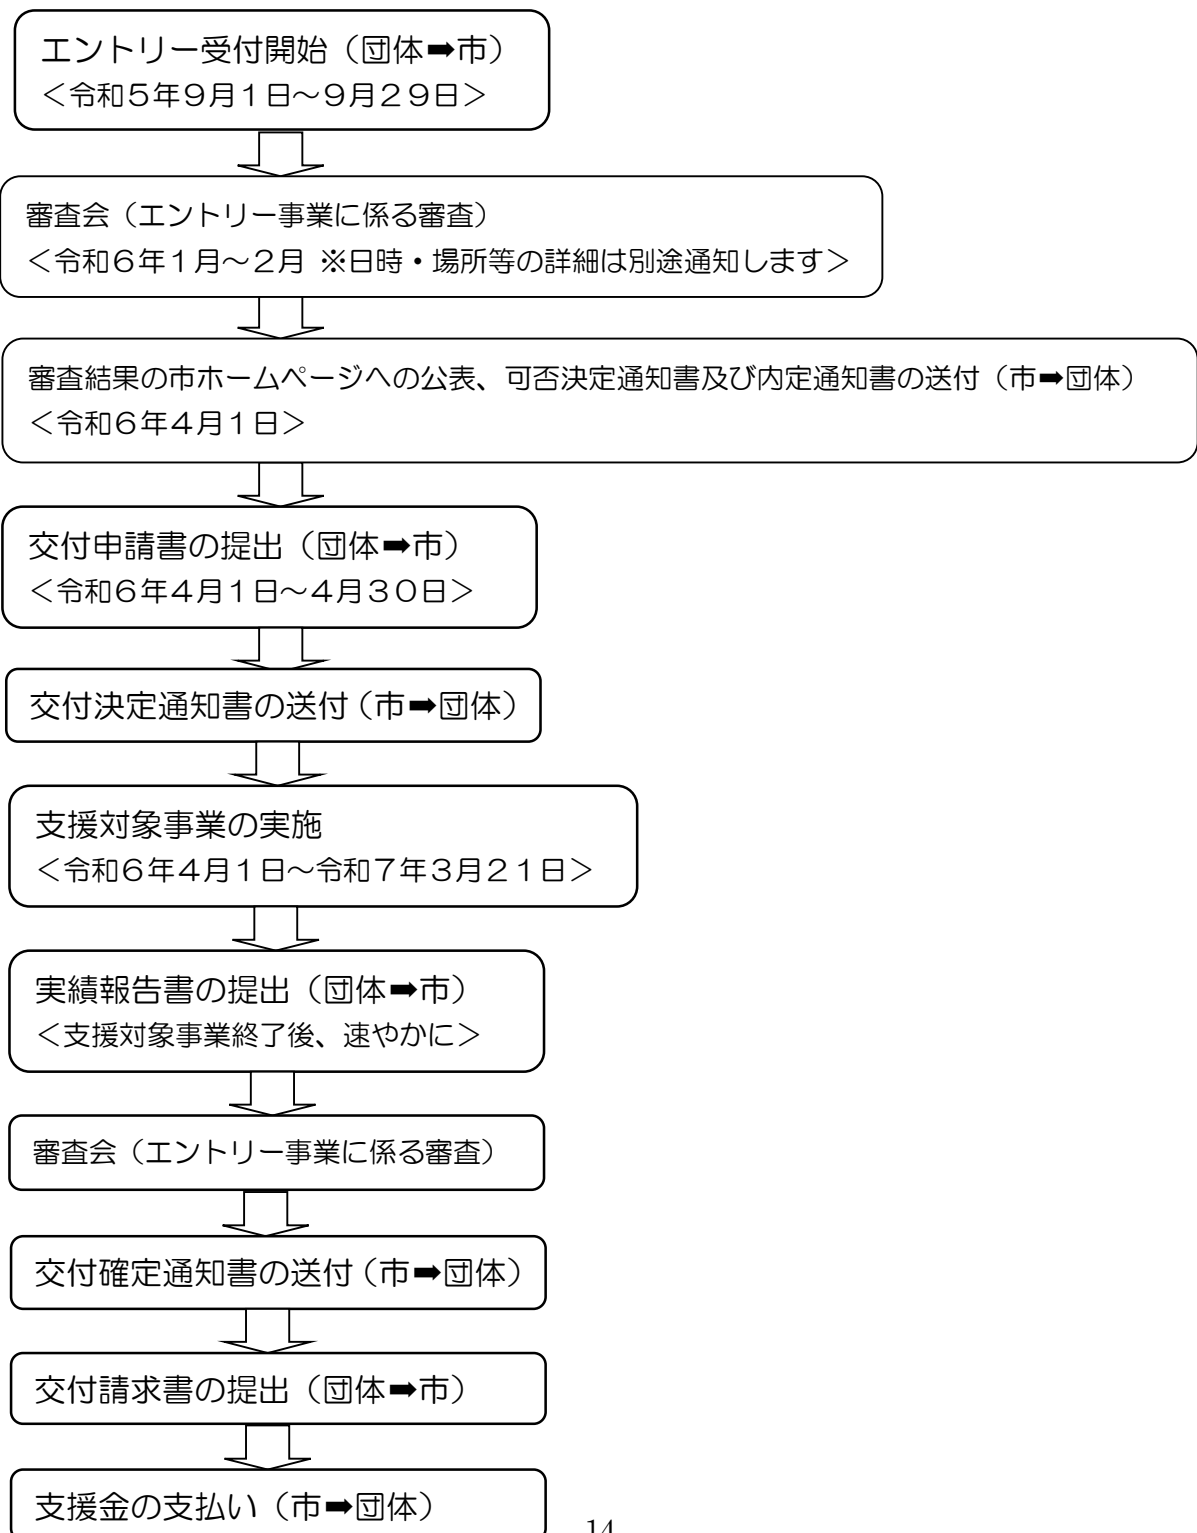 エントリー受付開始（団体➡市）
＜令和５年９月１日～９月２９日＞
審査会（エントリー事業に係る審査）
＜令和６年１月～２月 ※日時・場所等の詳細は別途通知します＞
審査結果の市ホームページへの公表、可否決定通知書及び内定通知書の送付（市➡団体）
＜令和６年４月１日＞
交付申請書の提出（団体➡市）
＜令和６年４月１日～４月３０日＞
交付決定通知書の送付（市➡団体）
支援対象事業の実施
＜令和６年４月１日～令和７年３月２１日＞
実績報告書の提出（団体➡市）
＜支援対象事業終了後、速やかに＞
審査会（エントリー事業に係る審査）
交付確定通知書の送付（市➡団体）
交付請求書の提出（団体➡市）
支援金の支払い（市➡団体）
14